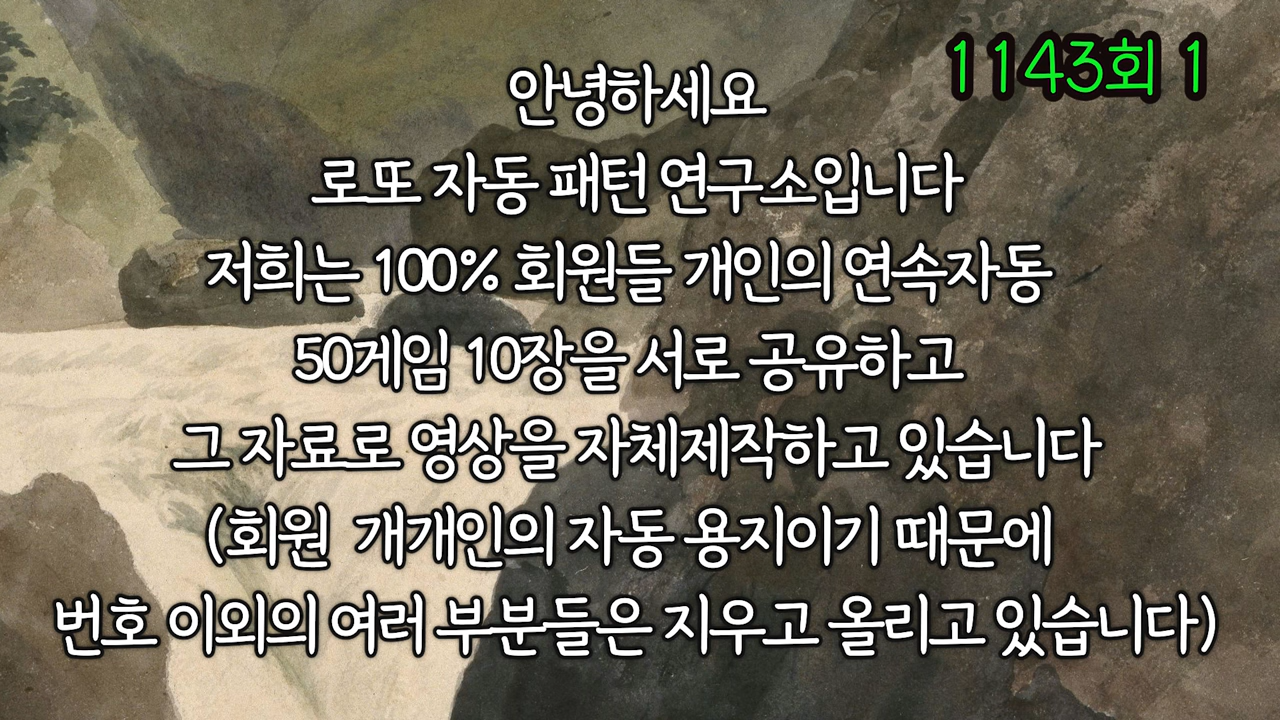 1143회 1
안녕하세요
로또 자동 패턴 연구소입니다
저희는 100% 회원들 개인의 연속자동
50게임 10장을 서로 공유하고
그 자료로 영상을 자체제작하고 있습니다
(회원 개개인의 자동 용지이기 때문에
번호 이외의 여러 부분들은 지우고 올리고 있습니다)